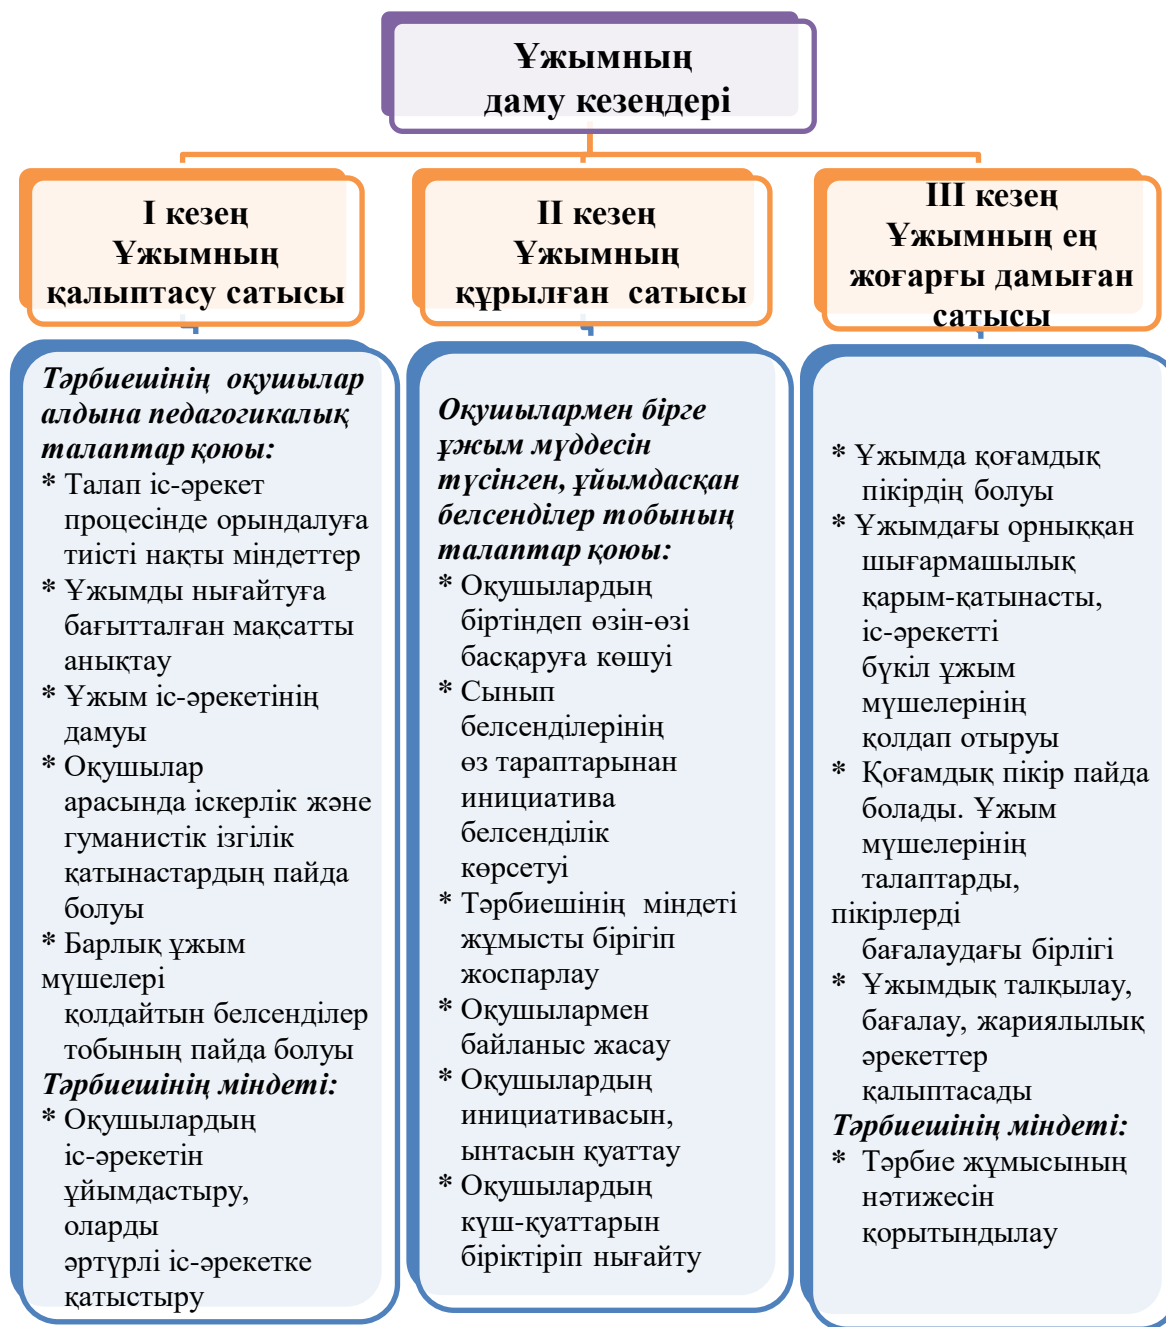 Ұжымның
даму кезеңдері
I кезең
Ұжымның
қалыптасу сатысы
II кезең
Ұжымның
құрылған сатысы
III кезең
Ұжымның ең
жоғарғы дамыған
сатысы
Тәрбиешінің оқушылар
алдына педагогикалық
талаптар қоюы:
* Талап іс-әрекет
процесінде орындалуға
тиісті нақты міндеттер
* Ұжымды нығайтуға
бағытталған мақсатты
анықтау
* Ұжым іс-әрекетінің
дамуы
* Оқушылар
арасында іскерлік және
гуманистік ізгілік
қатынастардың пайда
болуы
* Барлық ұжым
мүшелері
қолдайтын белсенділер
тобының пайда болуы
Тәрбиешінің міндеті:
* Оқушылардың
іс-әрекетін
ұйымдастыру,
оларды
әртүрлі іс-әрекетке
қатыстыру
Оқушылармен бірге
ұжым мүддесін
түсінген, ұйымдасқан
белсенділер тобының
талаптар қоюы:
* Оқушылардың
біртіндеп өзін-өзі
басқаруға көшуі
* Сынып
белсенділерінің
өз тараптарынан
инициатива
белсенділік
көрсетуі
* Тәрбиешінің міндеті
жұмысты бірігіп
жоспарлау
* Оқушылармен
байланыс жасау
* Оқушылардың
инициативасын,
ынтасын қуаттау
* Оқушылардың
күш-қуаттарын
біріктіріп нығайту
* Ұжымда қоғамдық
пікірдің болуы
* Ұжымдағы орныққан
шығармашылық
қарым-қатынасты,
іс-әрекетті
бүкіл ұжым
мүшелерінің
қолдап отыруы
* Қоғамдық пікір пайда
болады. Ұжым
мүшелерінің
талаптарды,
пікірлерді
бағалаудағы бірлігі
* Ұжымдық талқылау,
бағалау, жариялылық
әрекеттер
қалыптасады
Тәрбиешінің міндеті:
* Тәрбие жұмысының
нәтижесін
қорытындылау